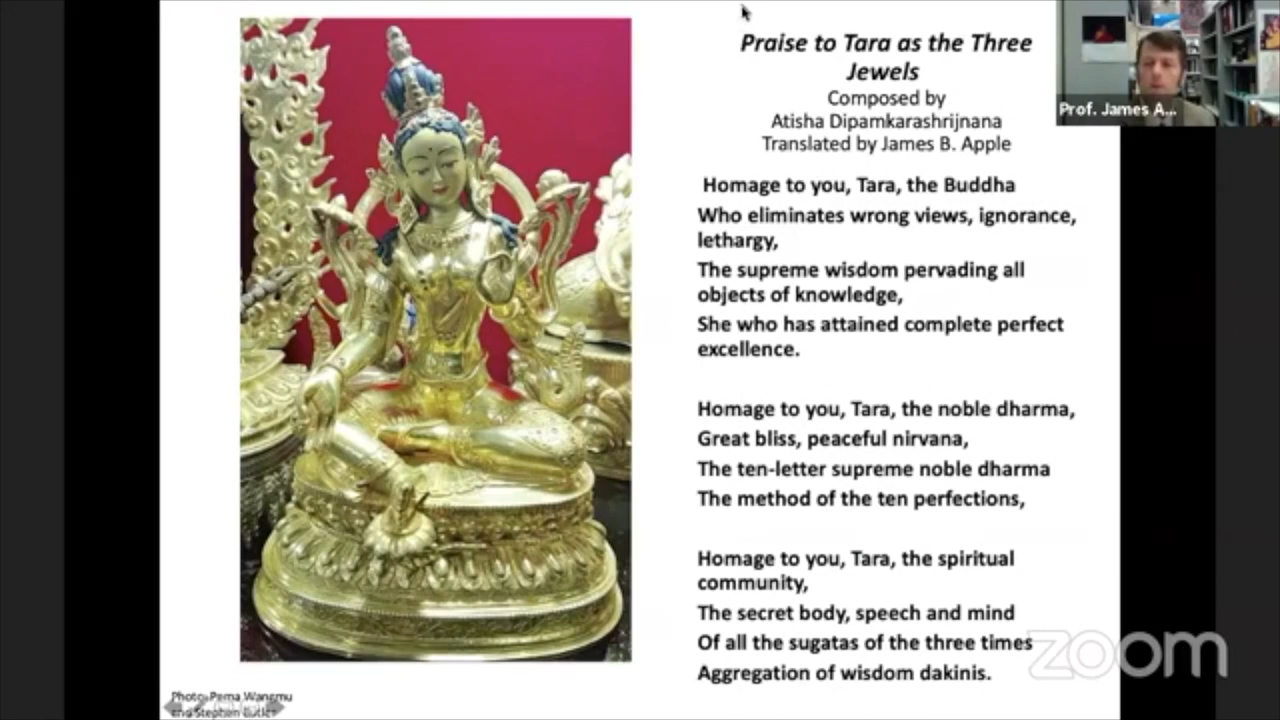 Praise to Tara as the Three
Jewels
Composed by
Atisha Dipamkarashrijnana
Translated by James B. Apple
Prof. James A...
Homage to you, Tara, the Buddha
Who eliminates wrong views, ignorance,
lethargy,
The supreme wisdom pervading all
objects of knowledge,
She who has attained complete perfect
excellence.
Homage to you, Tara, the noble dharma,
Great bliss, peaceful nirvana,
The ten-letter supreme noble dharma
The method of the ten perfections,
Homage to you, Tara, the spiritual
community,
The secret body, speech and mind
Of all the sugatas of the three times
Aggregation of wisdom dakinis.
zoom
Photo: Pema Wangmu
and Stephen